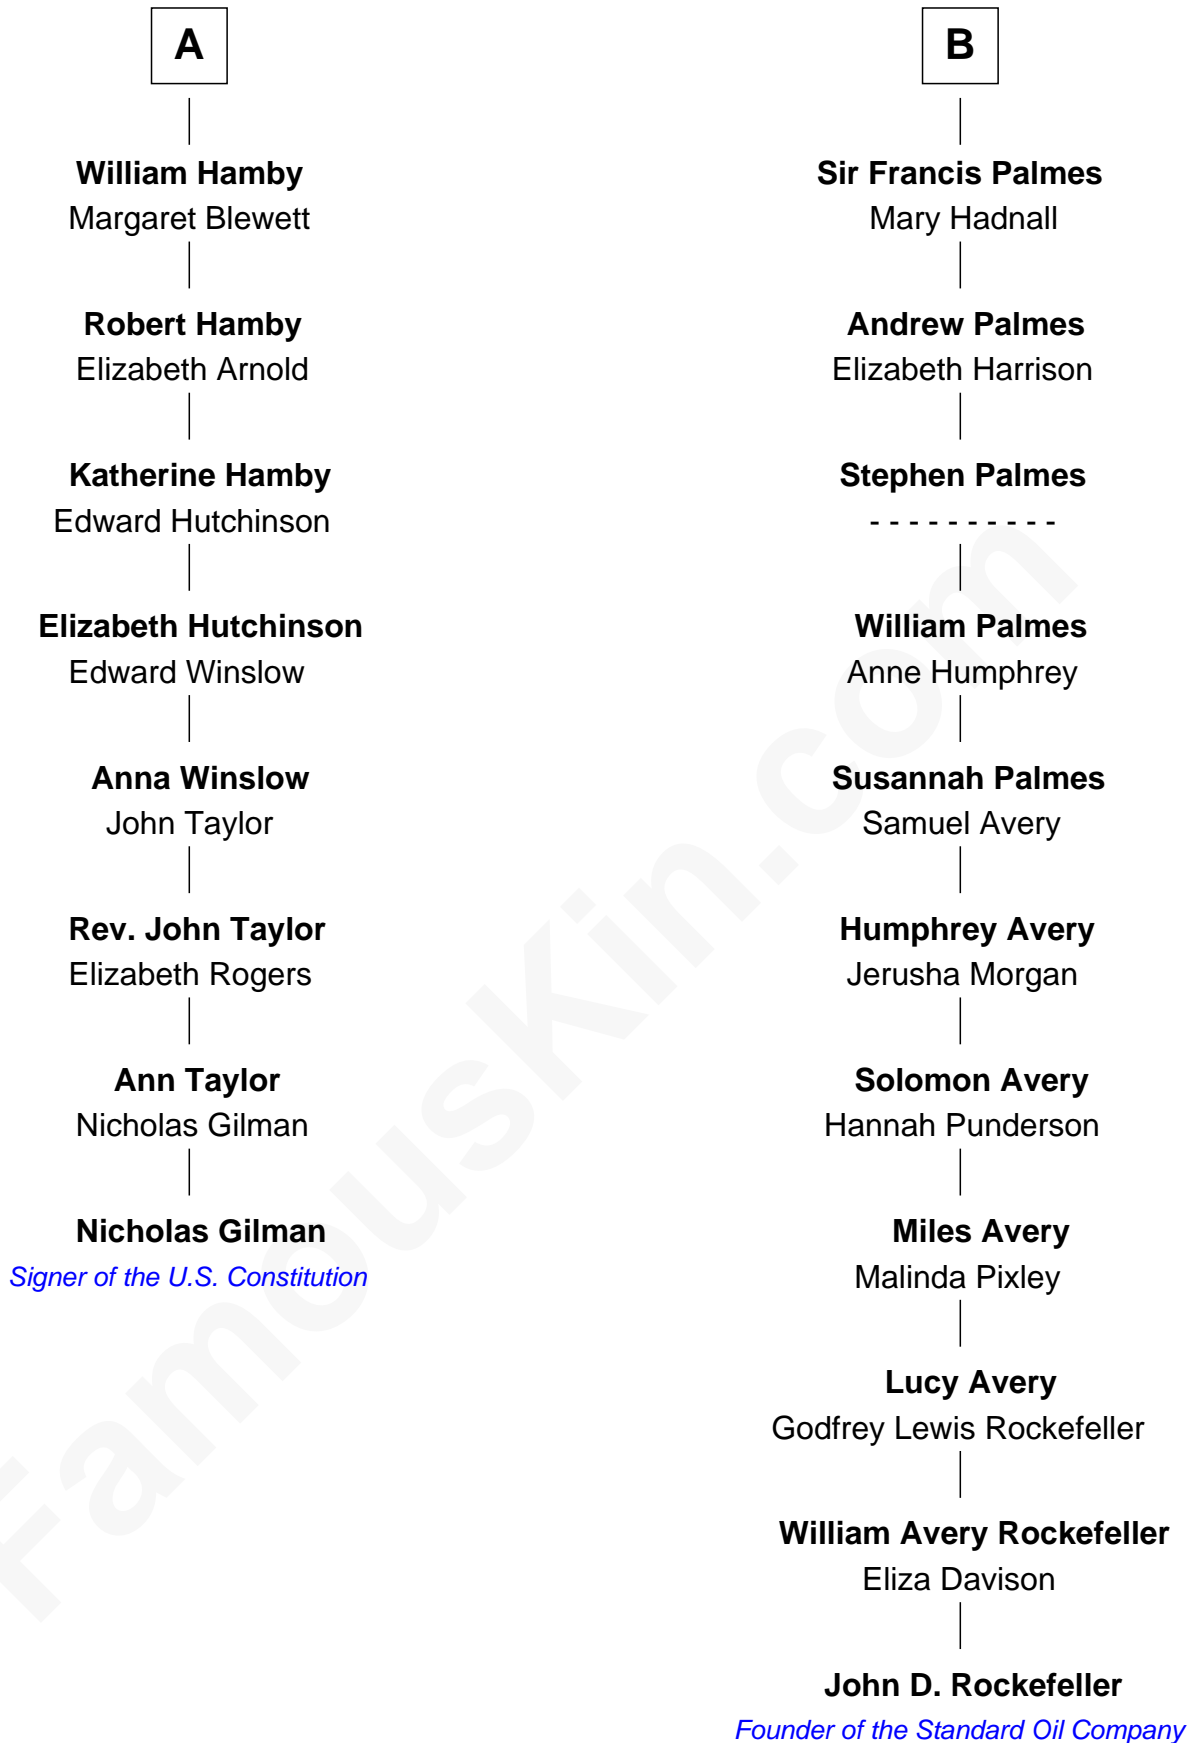 A
William Hamby
Margaret Blewett
Robert Hamby
Elizabeth Arnold
Katherine Hamby
Edward Hutchinson
Elizabeth Hutchinson
Edward Winslow
Anna Winslow
John Taylor
Rev. John Taylor
Elizabeth Rogers
Ann Taylor
Nicholas Gilman
Nicholas Gilman
Signer of the U.S. Constitution
B
Sir Francis Palmes
Mary Hadnall
Andrew Palmes
Elizabeth Harrison
Stephen Palmes
- - - - - - - - - -
William Palmes
Anne Humphrey
Susannah Palmes
Samuel Avery
Humphrey Avery
Jerusha Morgan
Solomon Avery
Hannah Punderson
Miles Avery
Malinda Pixley
Lucy Avery
Godfrey Lewis Rockefeller
William Avery Rockefeller
Eliza Davison
John D. Rockefeller
Founder of the Standard Oil Company
FamousKin.com